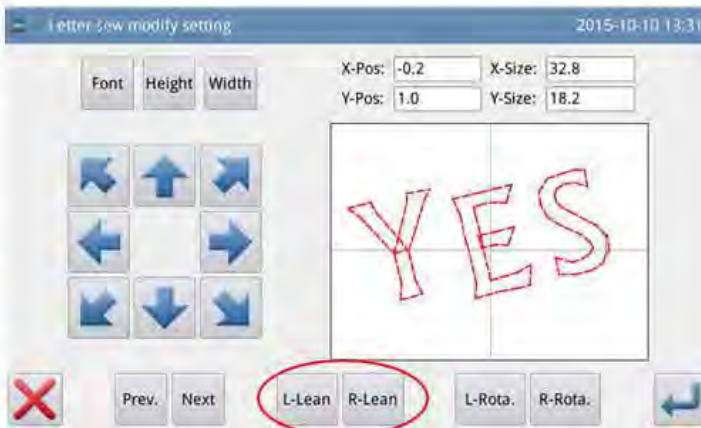 Letter sew modify setting 2015-10-10 13:31
Font Height Width
X-Pos: -0.2 X-Size: 32.8
Y-Pos: 1.0 Y-Size: 18.2
YES
Prev. Next L-Lean R-Lean L-Rota. R-Rota.